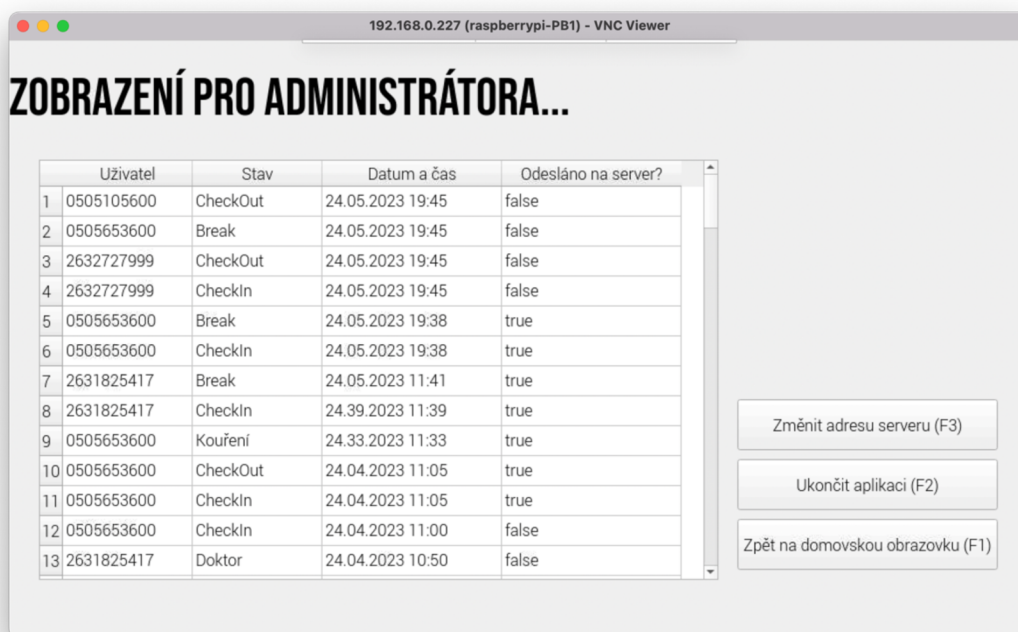 192.168.0.227 (raspberrypi-PB1) - VNC Viewer
ZOBRAZENÍ PRO ADMINISTRÁTORA...
Uživatel Stav Datum a čas Odesláno na server?
1 0505105600 CheckOut 24.05.2023 19:45 false
2 0505653600 Break 24.05.2023 19:45 false
3 2632727999 CheckOut 24.05.2023 19:45 false
4 2632727999 CheckIn 24.05.2023 19:45 false
5 0505653600 Break 24.05.2023 19:38 true
6 0505653600 CheckIn 24.05.2023 19:38 true
7 2631825417 Break 24.05.2023 11:41 true
8 2631825417 CheckIn 24.39.2023 11:39 true
9 0505653600 Kouření 24.33.2023 11:33 true
10 0505653600 CheckOut 24.04.2023 11:05 true
11 0505653600 CheckIn 24.04.2023 11:05 true
12 0505653600 CheckIn 24.04.2023 11:00 false
13 2631825417 Doktor 24.04.2023 10:50 false
Změnit adresu serveru (F3)
Ukončit aplikaci (F2)
Zpět na domovskou obrazovku (F1)